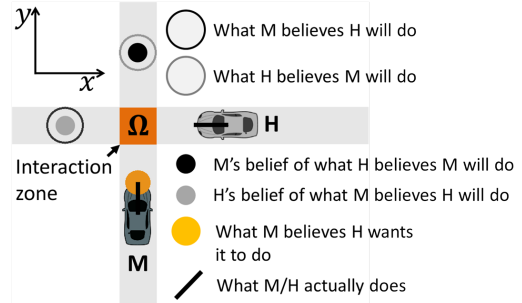 y
What M believes H will do
x
What H believes M will do
Ω
H
Interaction
zone
M's belief of what H believes M will do
H's belief of what M believes H will do
What M believes H wants
it to do
M
What M/H actually does